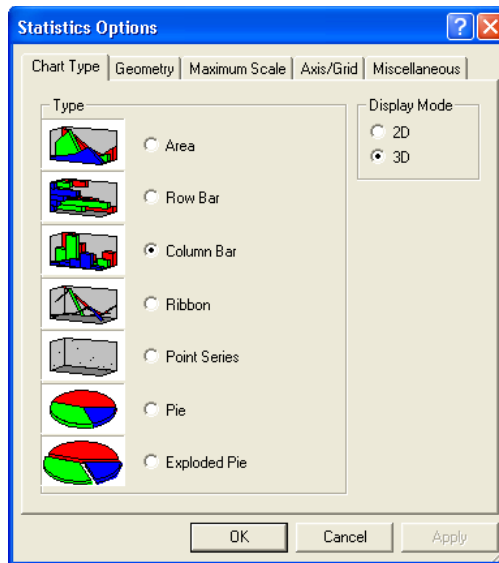 Statistics Options
Chart Type Geometry Maximum Scale Axis/Grid Miscellaneous
Type
Area
Row Bar
Column Bar
Ribbon
Point Series
Pie
Exploded Pie
Display Mode
2D
3D
OK Cancel Apply